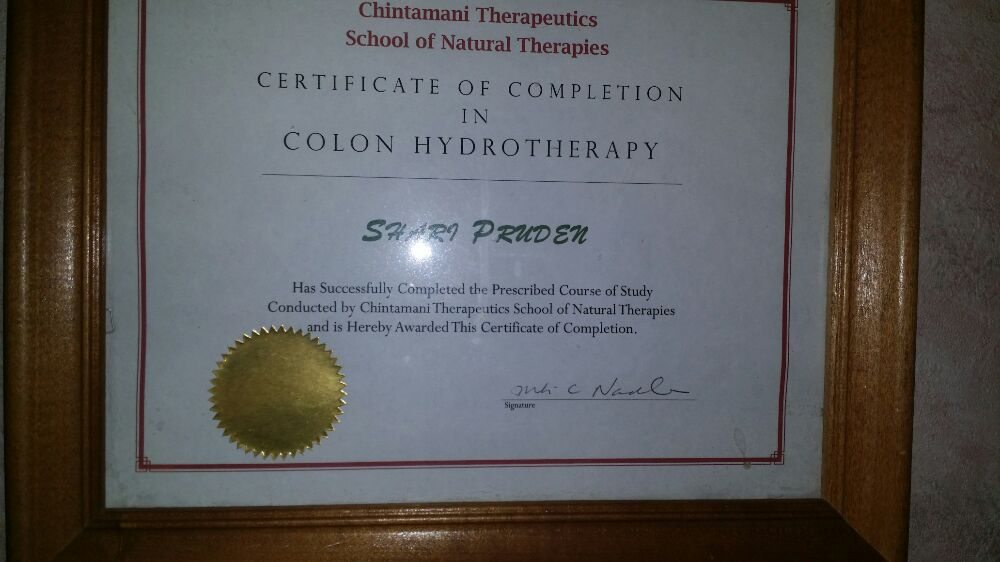 Chintamani Therapeutics
School of Natural Therapies
CERTIFICATE OF COMPLETION
IN
COLON HYDROTHERAPY
SHARI PRUDEN
Has Successfully Completed the Prescribed Course of Study
Conducted by Chintamani Therapeutics School of Natural Therapies
and is Hereby Awarded This Certificate of Completion.
Signature